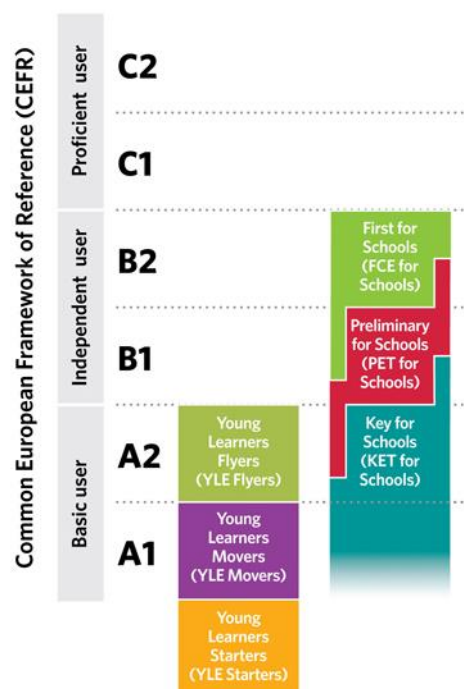 Common European Framework of Reference (CEFR)
Proficient user
Independent user
Basic user
C2
C1
B2
B1
A2
A1
Young
Learners
Flyers
(YLE Flyers)
Young
Learners
Movers
(YLE Movers)
Young
Learners
Starters
(YLE Starters)
First for
Schools
(FCE for
Schools)
Preliminary
for Schools
(PET for
Schools)
Key for
Schools
(KET for
Schools)